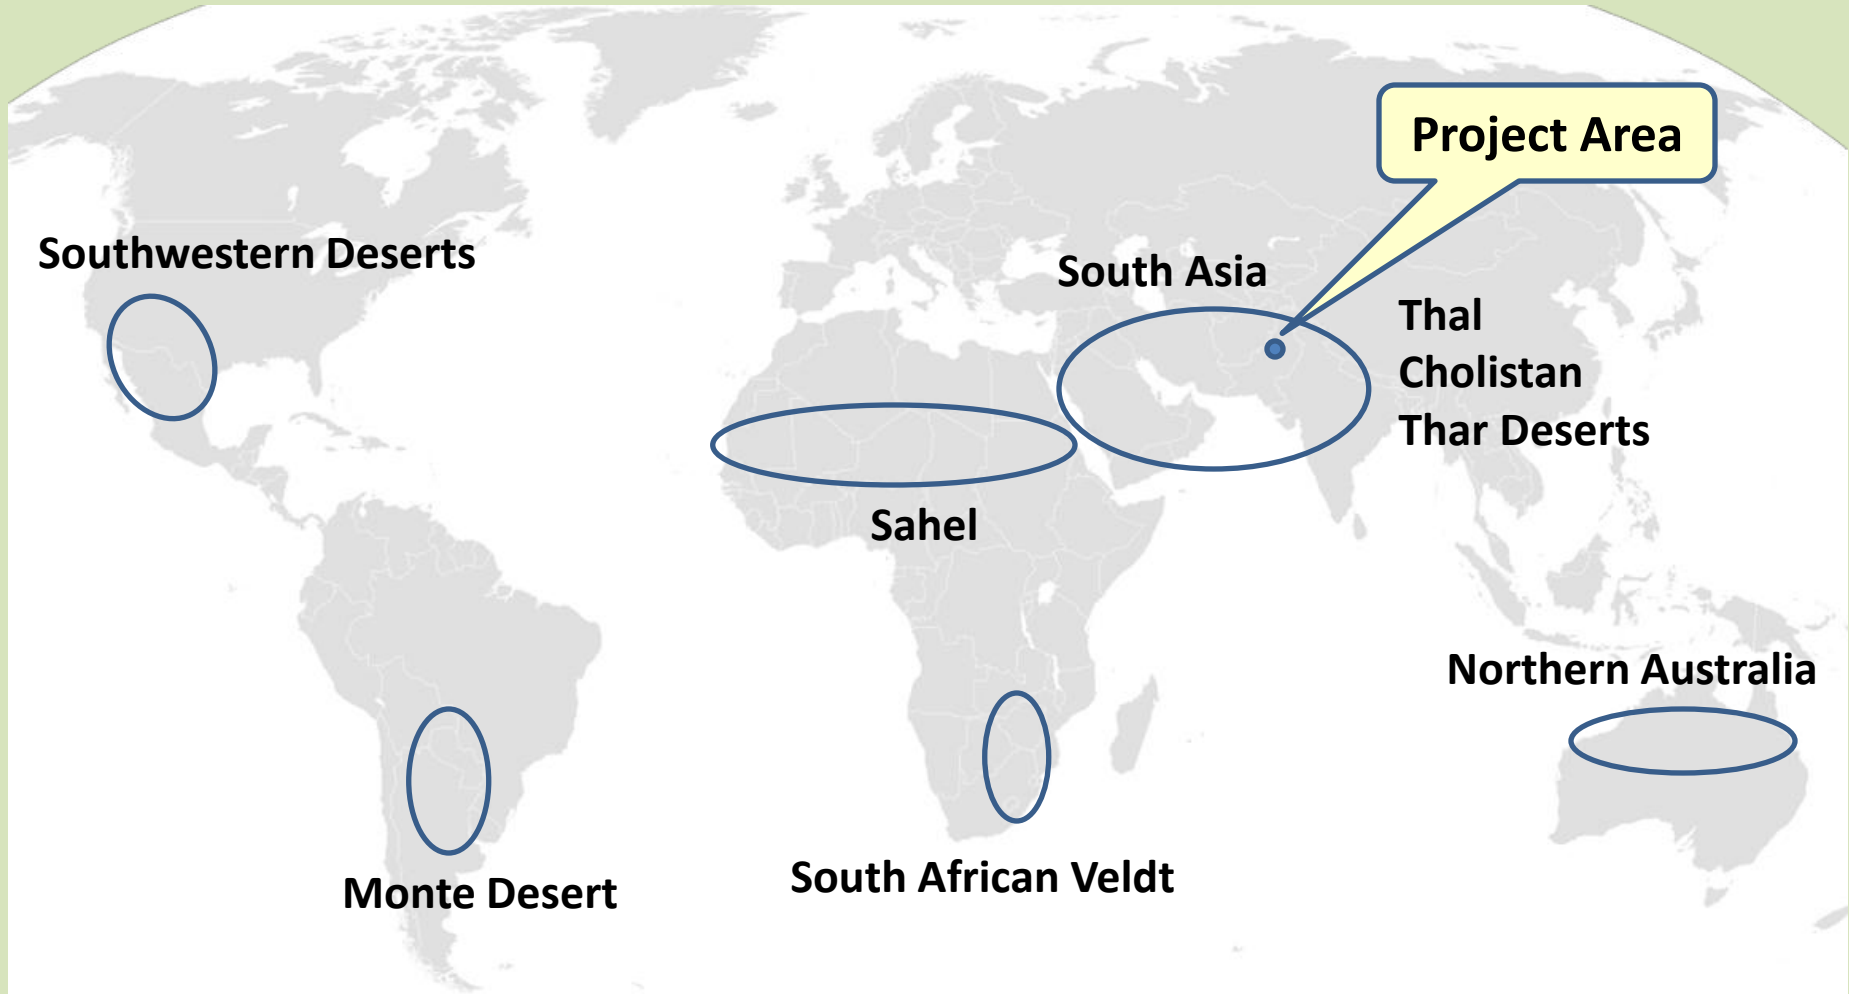 Project Area
Southwestern Deserts
South Asia
Thal
Cholistan
Thar Deserts
Sahel
Northern Australia
South African Veldt
Monte Desert